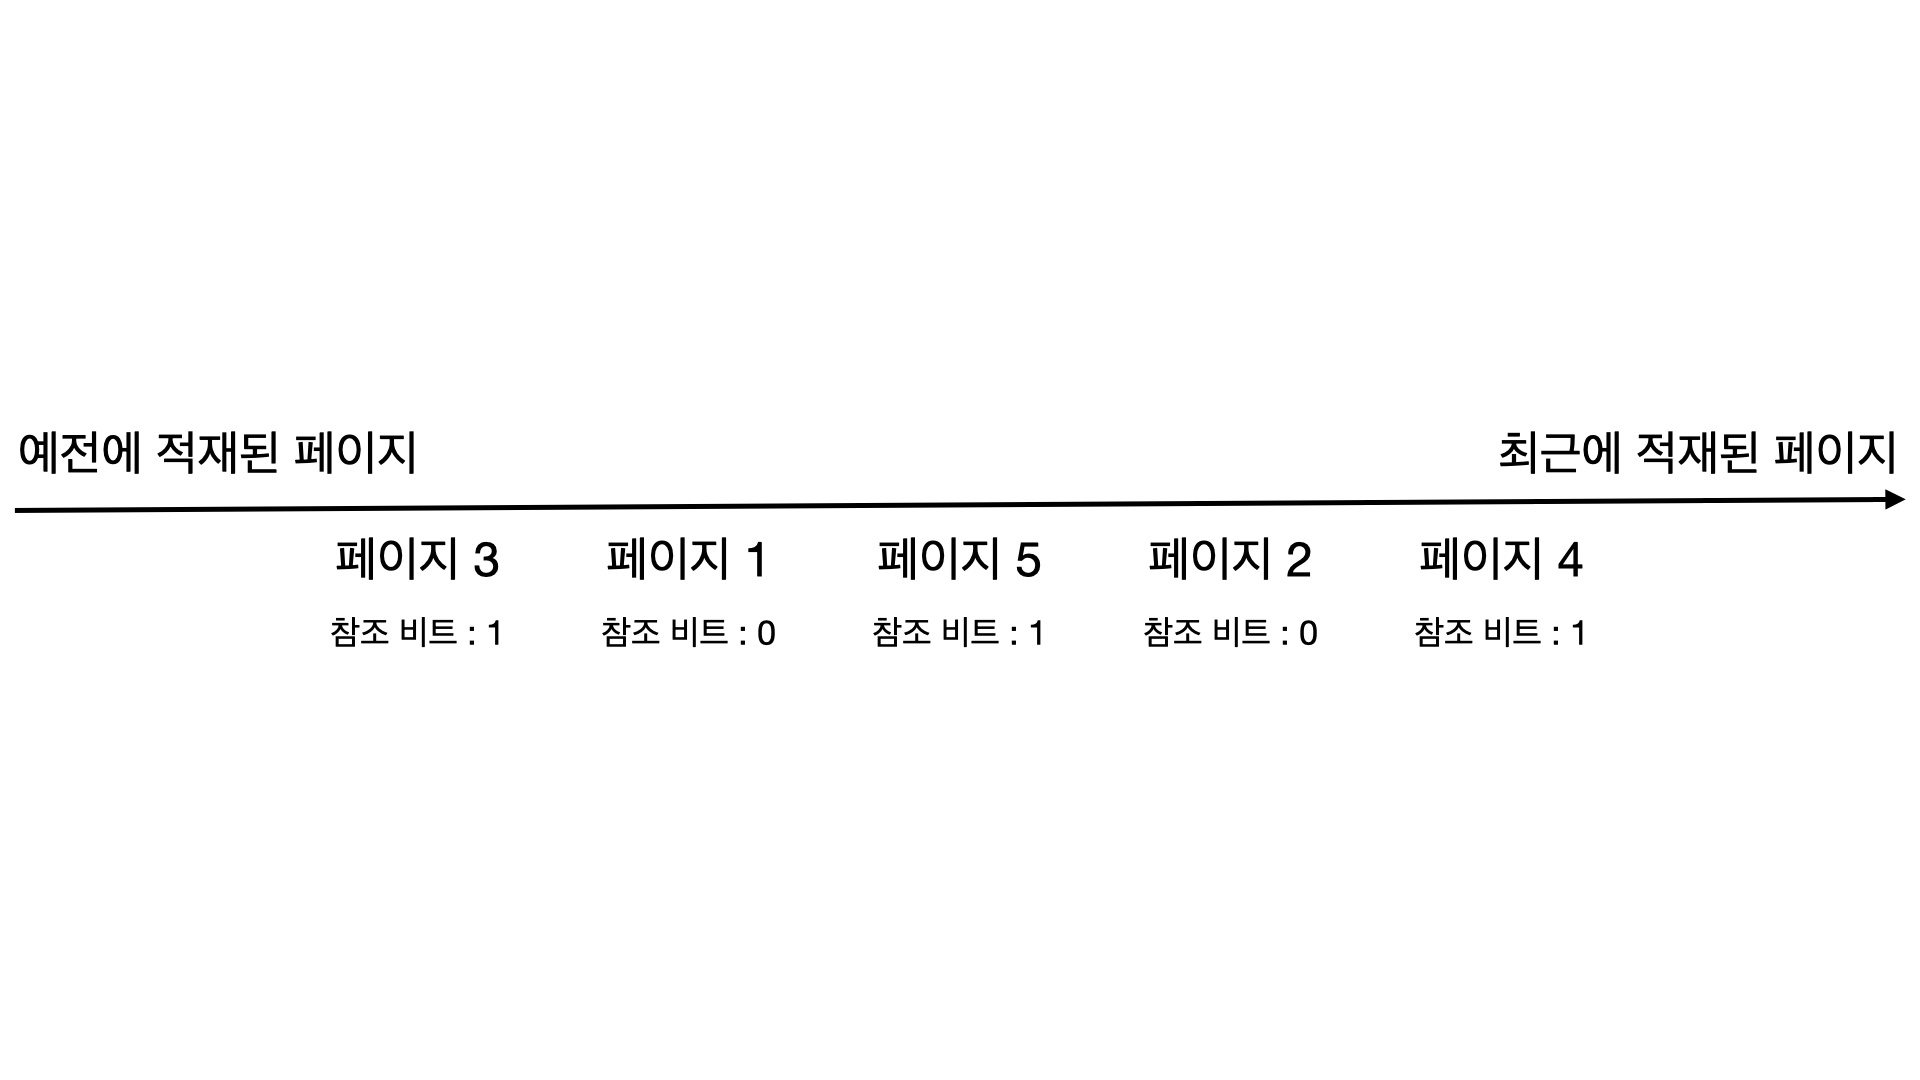 예전에 적재된 페이지 최근에 적재된 페이지
페이지 3 페이지 1 페이지 5 페이지 2 페이지 4
참조 비트 : 1 참조 비트 : 0 참조 비트 : 1 참조 비트 : 0 참조 비트 : 1